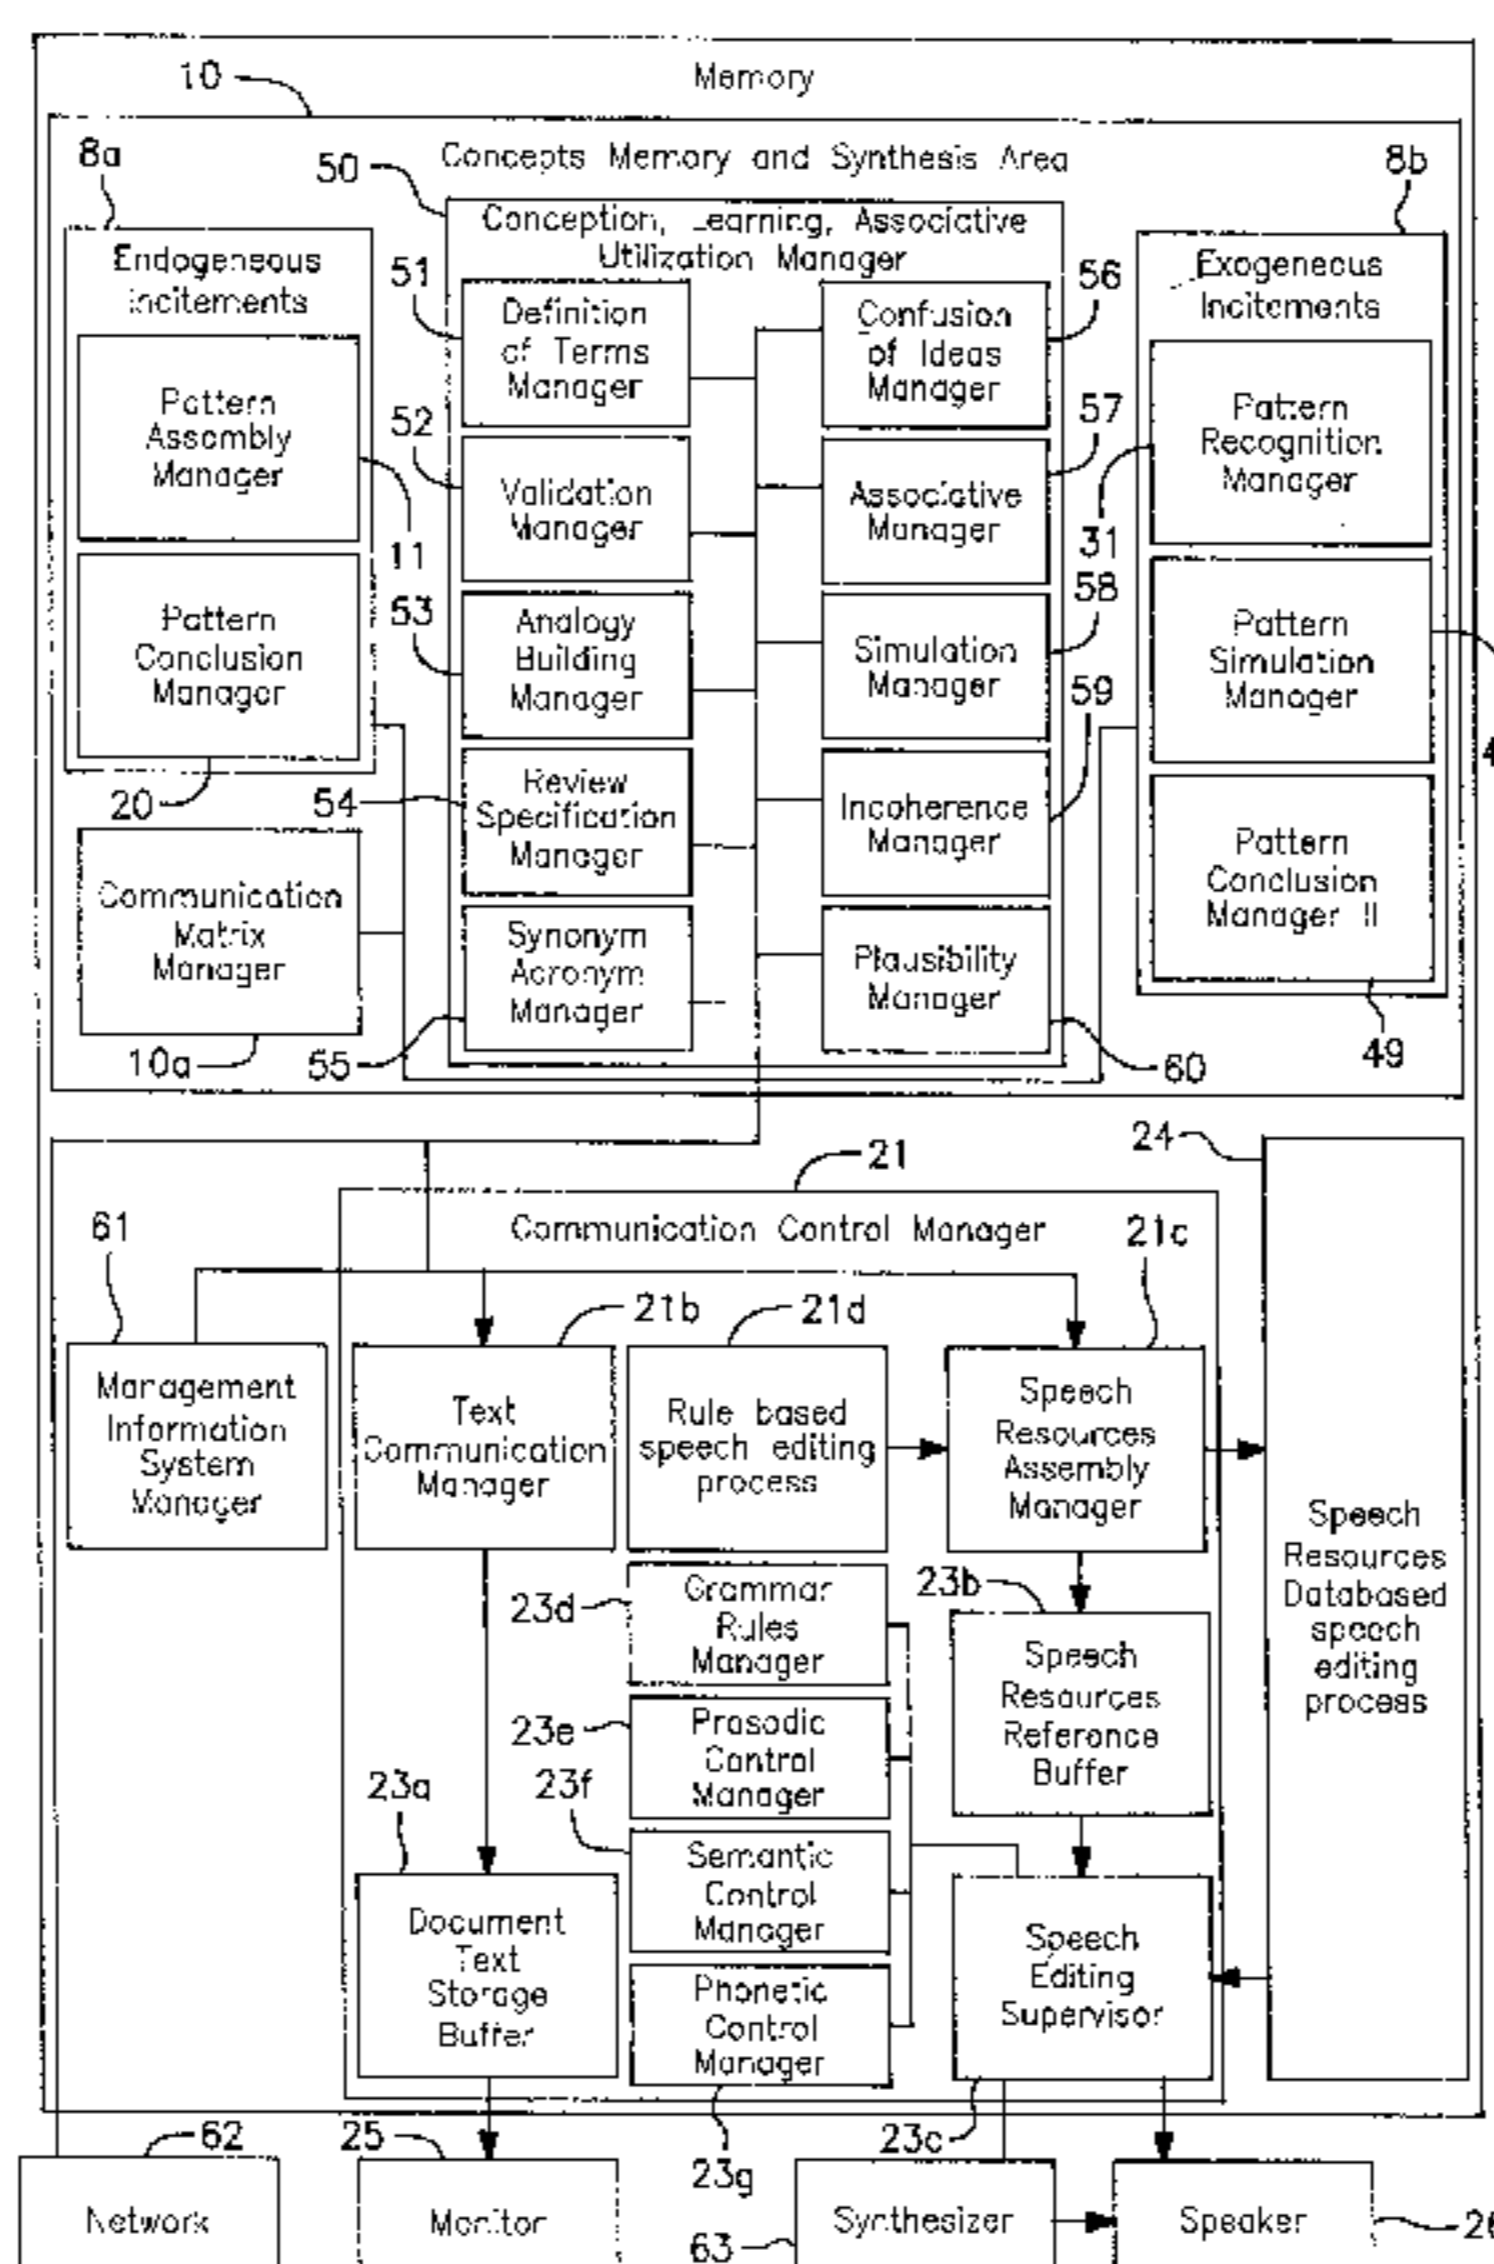 Memory
10
Concepts Memory and Synthesis Area
8a
50
8b
Endogeneous
Incitements
Conception, Learning, Associative
Utilization Manager
Exogeneous
Incitements
51
Definition
of Terms
Manager
Confusion
of Ideas
Manager
56
Pattern
Assembly
Manager
11
52
Validation
Manager
Associative
Manager
57
Pattern
Recognition
Manager
31
Pattern
Conclusion
Manager
20
53
Analogy
Building
Manager
Simulation
Manager
58
Pattern
Simulation
Manager
4
54
Review
Specification
Manager
Incoherence
Manager
59
Communication
Matrix
Manager
10a
55
Synonym
Acronym
Manager
Plausibility
Manager
60
Pattern
Conclusion
Manager II
49
21
24
Communication Control Manager
61
21b
21d
21c
Management
Information
System
Manager
Text
Communication
Manager
Rule based
speech editing
process
Speech
Resources
Assembly
Manager
Speech
Resources
Databased
speech
editing
process
23d
Grammar
Rules
Manager
23b
Speech
Resources
Reference
Buffer
23e
Prosodic
Control
Manager
23a
23f
Semantic
Control
Manager
Document
Text
Storage
Buffer
Speech
Editing
Supervisor
Phonetic
Control
Manager
23g
23c
62
Network
25
Monitor
63
Synthesizer
Speaker